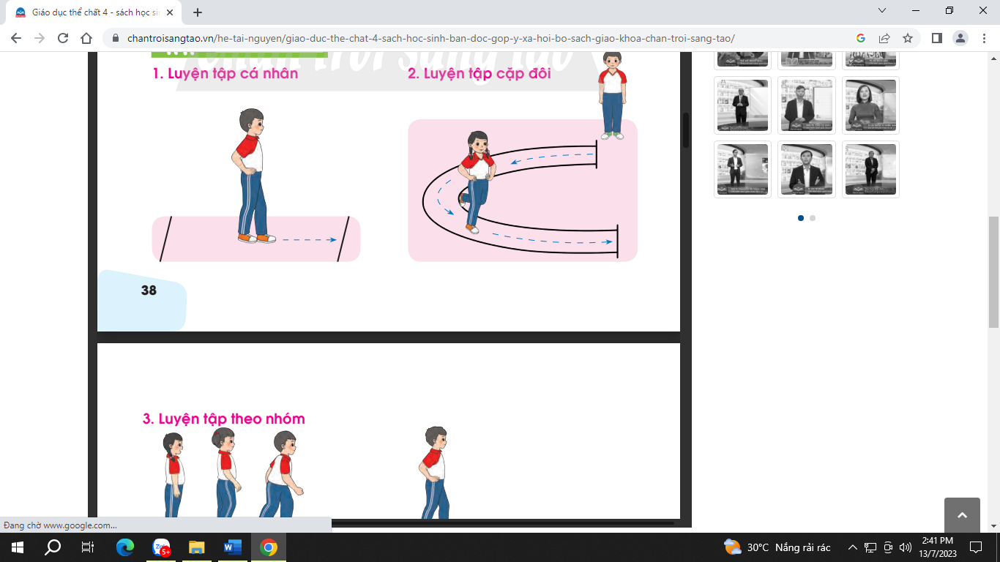 Giáo dục thể chất 4 - sách học sin
chantroisangtao.vn/he-tai-nguyen/giao-duc-the-chat-4-sach-hoc-sinh-ban-doc-gop-y-xa-hoi-bo-sach-giao-khoa-chan-troi-sang-tao/
1. Luyện tập cá nhân
2. Luyện tập cặp đôi
38
3. Luyện tập theo nhóm
Đang chờ www.google.com...
5+
30°C Nắng rải rác
2:41 PM
13/7/2023